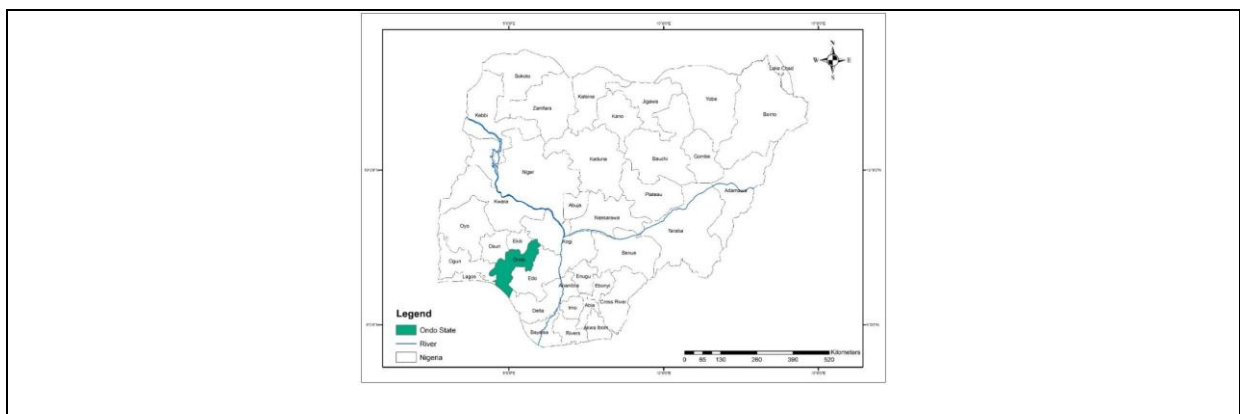 N
W E
S
Lake Chad
Sokoto
Katsina
Jigawa
Yobe
Borno
Zamfara
Kano
Kebbi
Kaduna
Bauchi
Gombe
Niger
Adamawa
Plateau
Abuja
Kwara
Nassarawa
Oyo
Taraba
Ekiti
Kogi
Osun
Benue
Ondo
Ogun
Edo
Enugu
Lagos
Anambra
Ebonyi
Cross River
Imo
Abia
Delta
Bayelsa
Rivers
Akwa Ibom
Legend
Ondo State
River
Nigeria
Kilometers
0 65 130 260 390 520